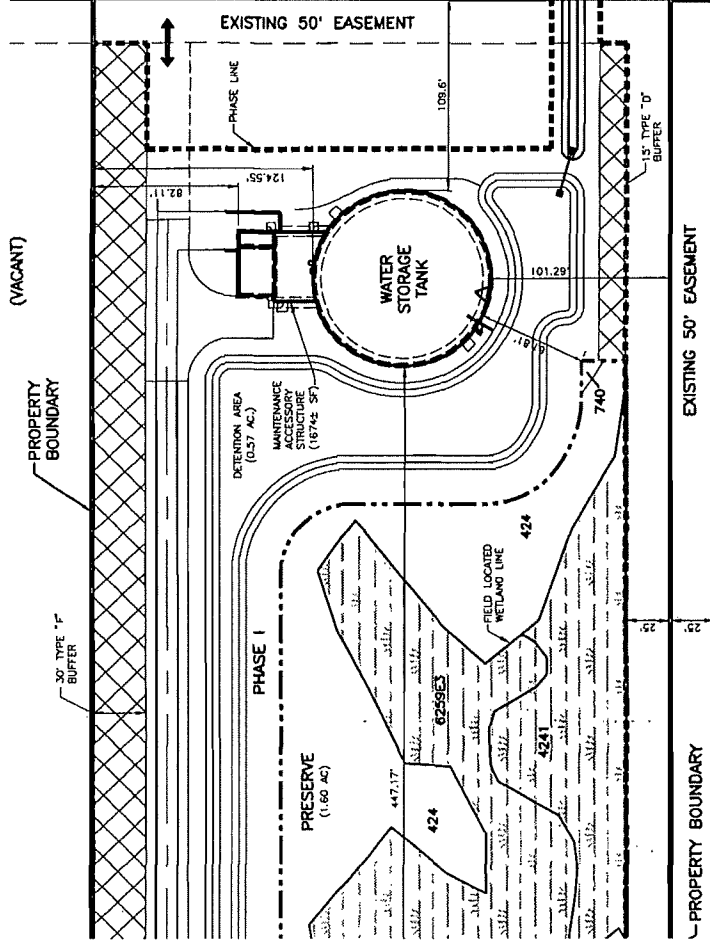 EXISTING 50' EASEMENT
PHASE LINE
109.6'
15' TYPE "D"
BUFFER
124.55'
82.11'
(VACANT)
WATER
STORAGE
TANK
101.29'
PROPERTY
BOUNDARY
DETENTION AREA
(0.57 AC.)
MAINTENANCE
ACCESSORY
STRUCTURE
(1674± SF)
740
EXISTING 50' EASEMENT
424
FIELD LOCATED
WETLAND LINE
30' TYPE "F"
BUFFER
PHASE I
25'
25'
6259E3
4241
PRESERVE
(1.60 AC)
447.17'
424
PROPERTY BOUNDARY